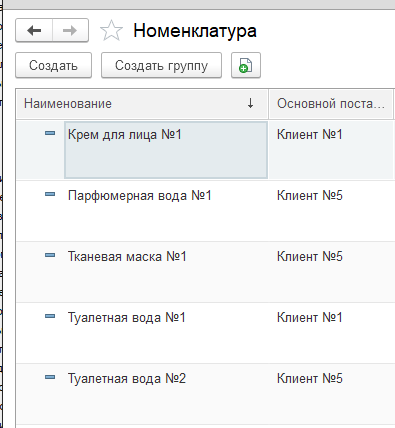 Номенклатура
Создать Создать группу
Наименование ↓ Основной поста...
Крем для лица №1 Клиент №1
Парфюмерная вода №1 Клиент №5
Тканевая маска №1 Клиент №5
Туалетная вода №1 Клиент №1
Туалетная вода №2 Клиент №5